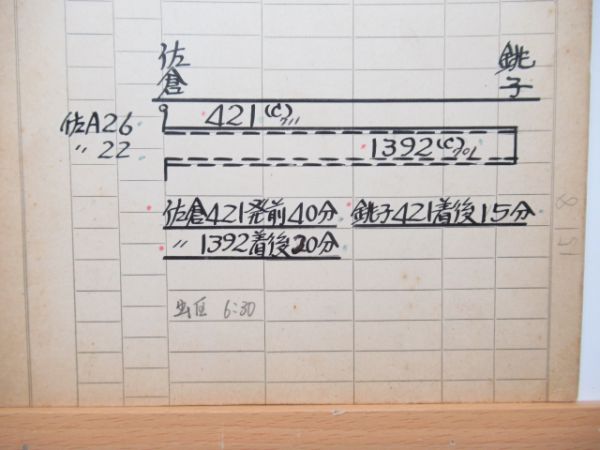 佐倉 銚子
佐A26 421(C)
〃 22 1392(C)
佐倉421発前40分 銚子421着後15分
〃 1392着後20分
出区 6:30